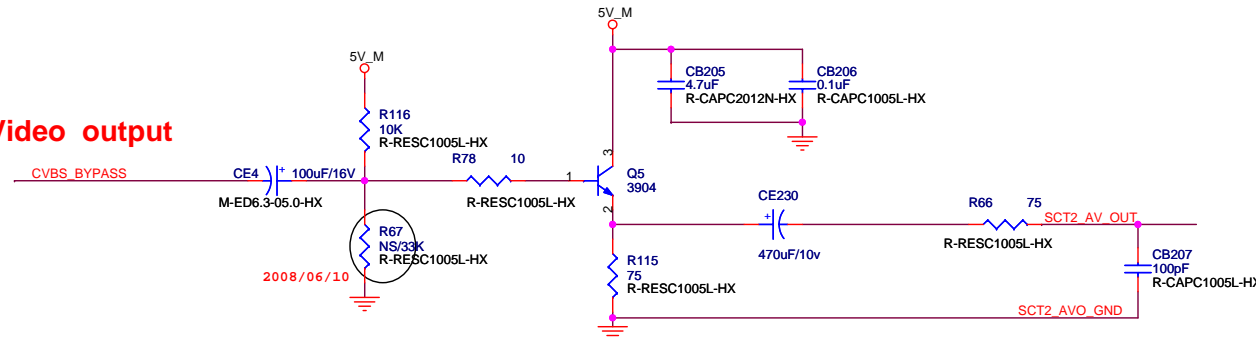 5V_M
5V_M
CB205
4.7uF
R-CAPC2012N-HX
CB206
0.1uF
R-CAPC1005L-HX
R116
10K
R-RESC1005L-HX
Video output
R78 10
R-RESC1005L-HX
CVBS_BYPASS
CE4 + 100uF/16V
M-ED6.3-05.0-HX
3
1
2
Q5
3904
CE230
+
470uF/10v
R66 75
R-RESC1005L-HX
SCT2_AV_OUT
R67
NS/33K
R-RESC1005L-HX
2008/06/10
R115
75
R-RESC1005L-HX
CB207
100pF
R-CAPC1005L-HX
SCT2_AVO_GND